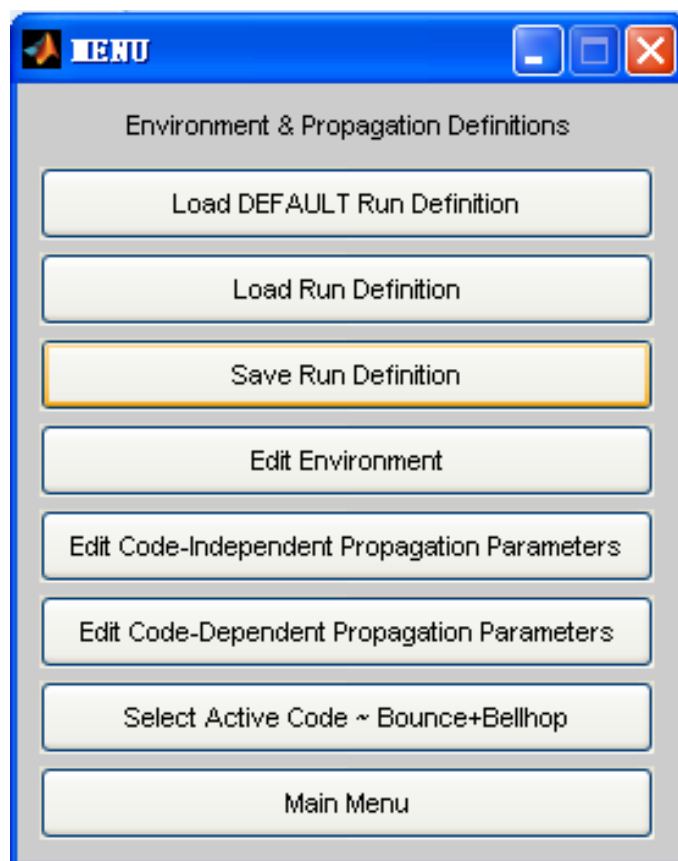 MENU
Environment & Propagation Definitions
Load DEFAULT Run Definition
Load Run Definition
Save Run Definition
Edit Environment
Edit Code-Independent Propagation Parameters
Edit Code-Dependent Propagation Parameters
Select Active Code ~ Bounce+Bellhop
Main Menu